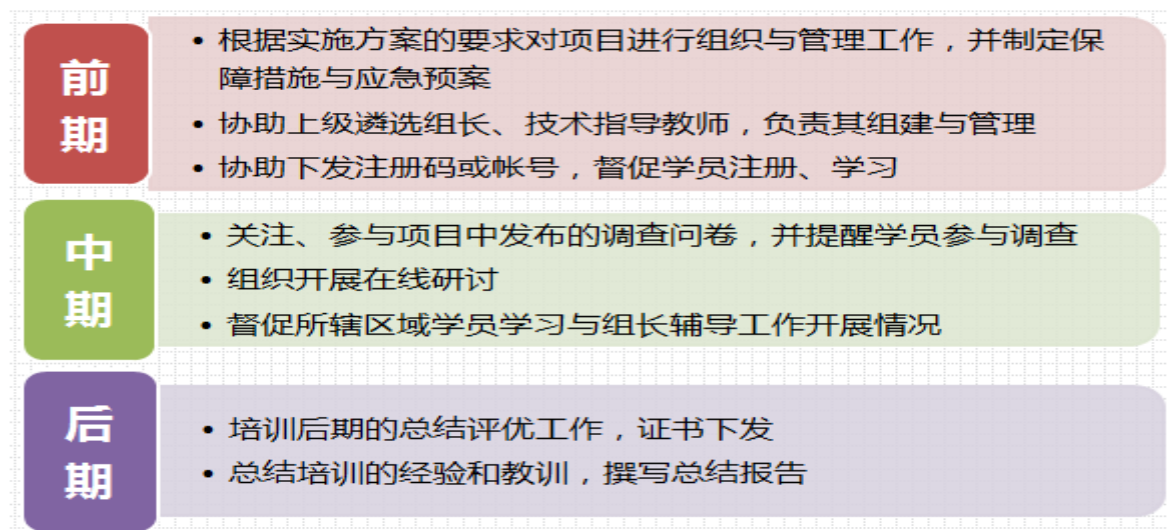 前期
• 根据实施方案的要求对项目进行组织与管理工作，并制定保
障措施与应急预案
• 协助上级遴选组长、技术指导教师，负责其组建与管理
• 协助下发注册码或帐号，督促学员注册、学习
中期
• 关注、参与项目中发布的调查问卷，并提醒学员参与调查
• 组织开展在线研讨
• 督促所辖区域学员学习与组长辅导工作开展情况
后期
• 培训后期的总结评优工作，证书下发
• 总结培训的经验和教训，撰写总结报告